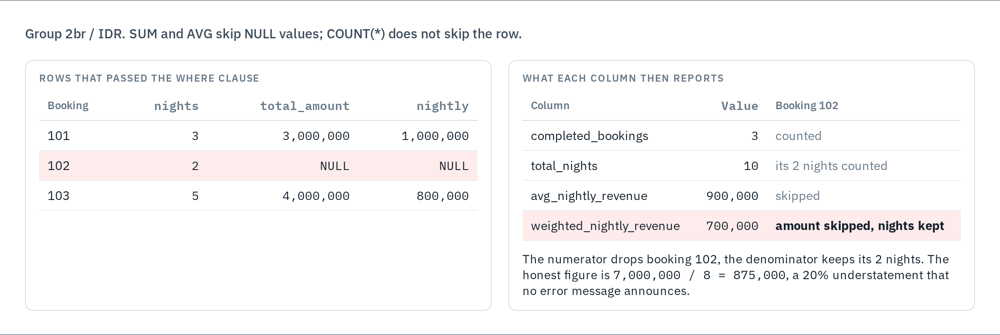 Group 2br / IDR. SUM and AVG skip NULL values; COUNT(*) does not skip the row.
ROWS THAT PASSED THE WHERE CLAUSE
Booking nights total_amount nightly
101 3 3,000,000 1,000,000
102 2 NULL NULL
103 5 4,000,000 800,000
WHAT EACH COLUMN THEN REPORTS
Column Value Booking 102
completed_bookings 3 counted
total_nights 10 its 2 nights counted
avg_nightly_revenue 900,000 skipped
weighted_nightly_revenue 700,000 amount skipped, nights kept
The numerator drops booking 102, the denominator keeps its 2 nights. The
honest figure is 7,000,000 / 8 = 875,000, a 20% understatement that
no error message announces.